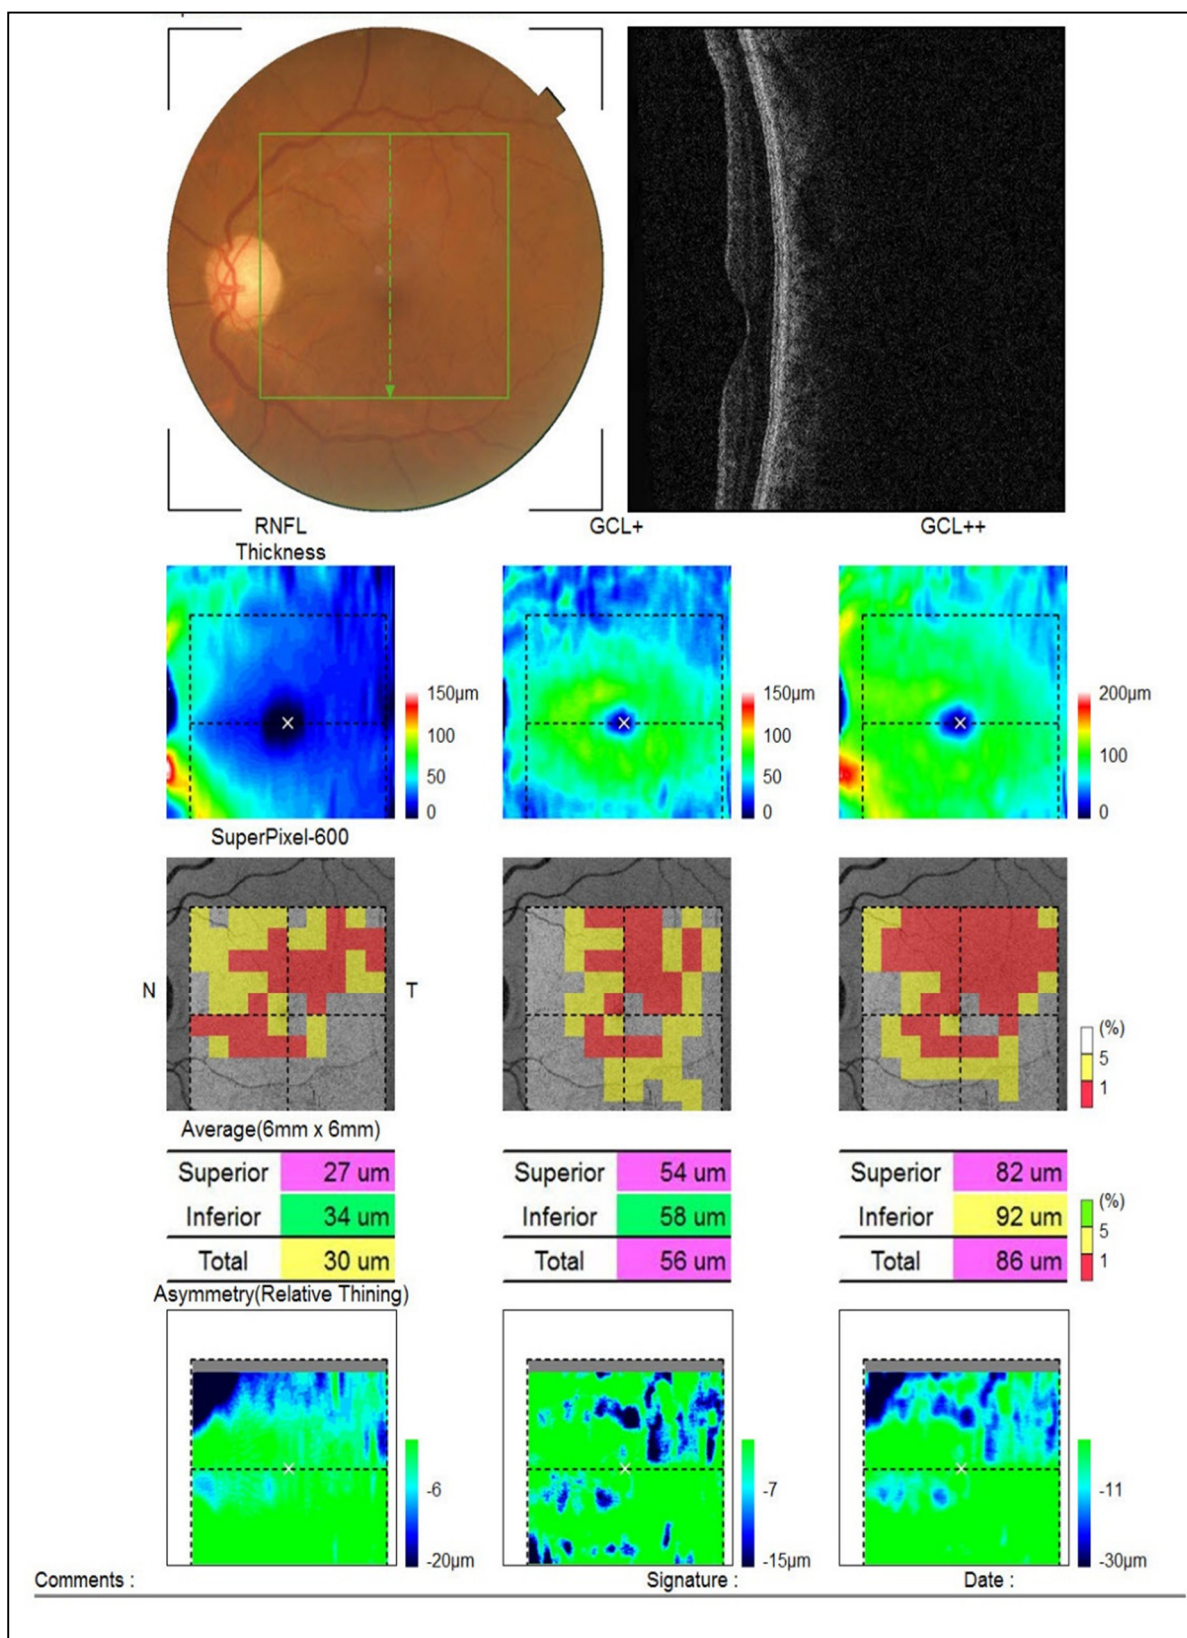 RNFL GCL+ GCL++
Thickness
150μm 150μm 200μm
100 100 100
50 50
0 0 0
SuperPixel-600
N T
(%)
5
1
Average(6mm x 6mm)
Superior 27 um Superior 54 um Superior 82 um
Inferior 34 um Inferior 58 um Inferior 92 um
Total 30 um Total 56 um Total 86 um
(%)
5
1
Asymmetry(Relative Thining)
-6 -7 -11
-20μm -15μm -30μm
Comments : Signature : Date :